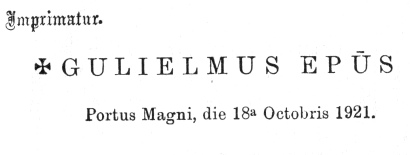 Imprimatur.
✠ GULIELMUS EPŪS
Portus Magni, die 18ª Octobris 1921.